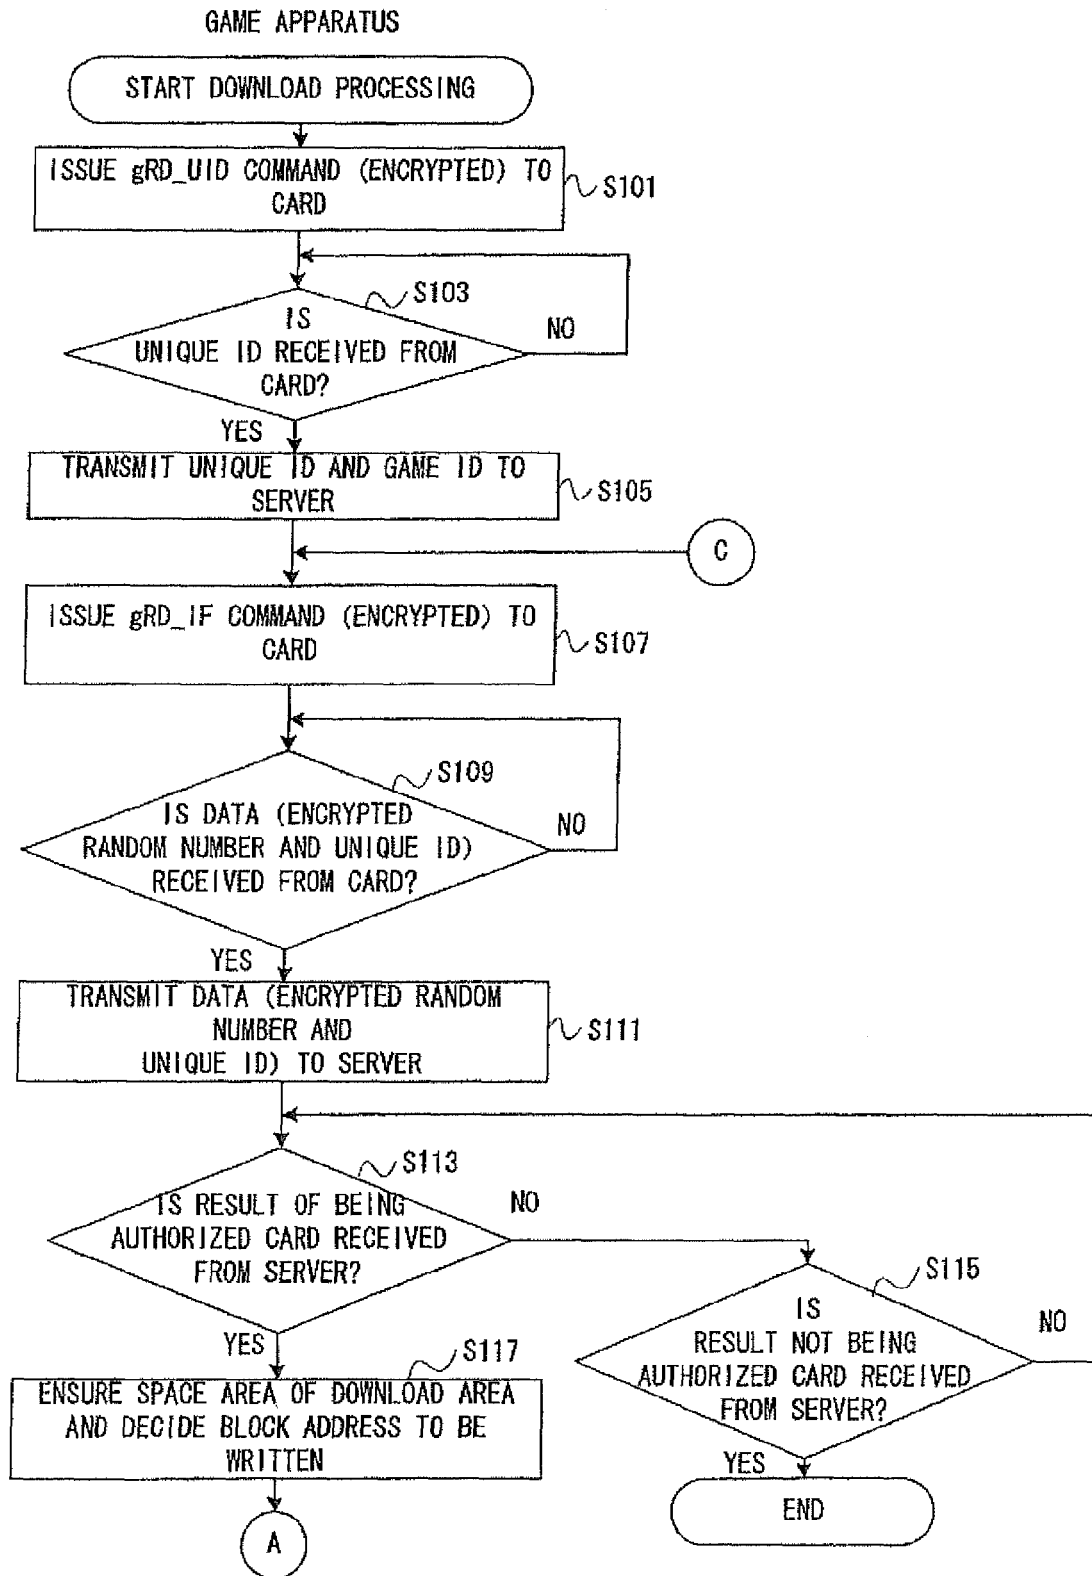 GAME APPARATUS
START DOWNLOAD PROCESSING
ISSUE gRD_UID COMMAND (ENCRYPTED) TO
CARD
S101
S103
IS
UNIQUE ID RECEIVED FROM
CARD?
NO
YES
TRANSMIT UNIQUE ID AND GAME ID TO
SERVER
S105
C
ISSUE gRD_IF COMMAND (ENCRYPTED) TO
CARD
S107
S109
IS DATA (ENCRYPTED
RANDOM NUMBER AND UNIQUE ID)
RECEIVED FROM CARD?
NO
YES
TRANSMIT DATA (ENCRYPTED RANDOM
NUMBER AND
UNIQUE ID) TO SERVER
S111
S113
IS RESULT OF BEING
AUTHORIZED CARD RECEIVED
FROM SERVER?
NO
YES
S115
IS
RESULT NOT BEING
AUTHORIZED CARD RECEIVED
FROM SERVER?
NO
YES
S117
ENSURE SPACE AREA OF DOWNLOAD AREA
AND DECIDE BLOCK ADDRESS TO BE
WRITTEN
END
A